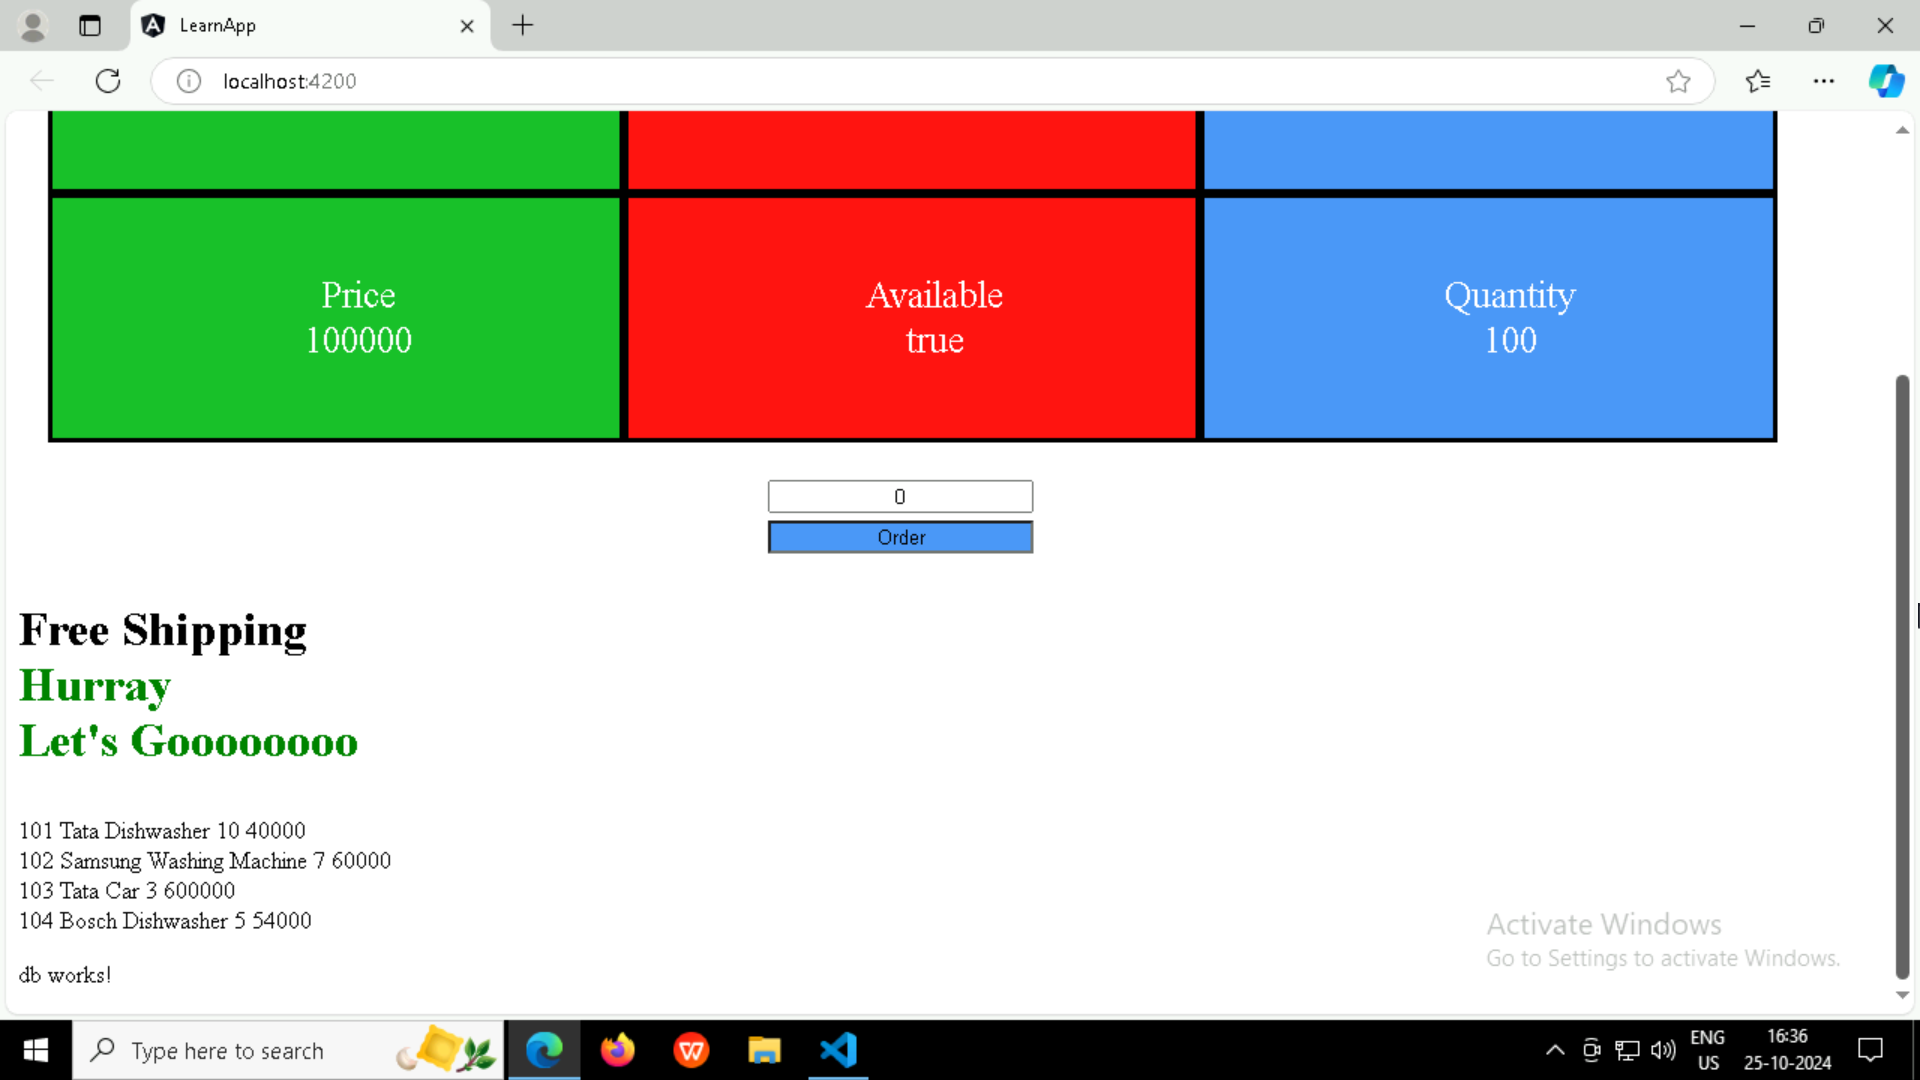 LearnApp
localhost:4200
Price
100000
Available
true
Quantity
100
0
Order
Free Shipping
Hurray
Let's Goooooooo
101 Tata Dishwasher 10 40000
102 Samsung Washing Machine 7 60000
103 Tata Car 3 600000
104 Bosch Dishwasher 5 54000
db works!
Activate Windows
Go to Settings to activate Windows.
Type here to search
ENG
US
16:36
25-10-2024